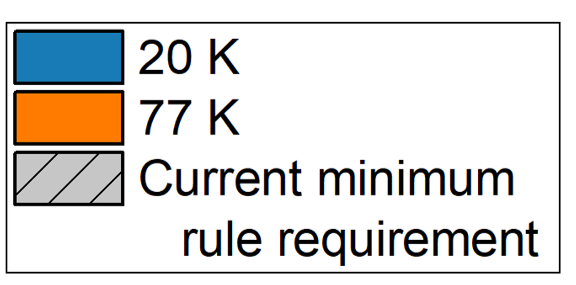 20 K
77 K
Current minimum
rule requirement